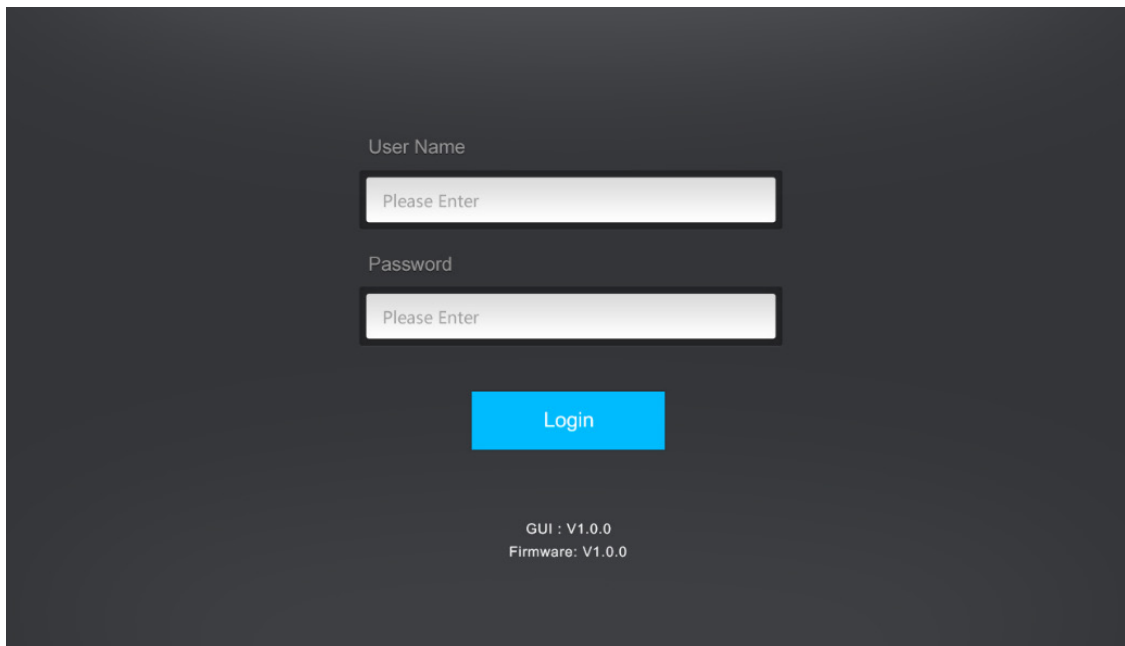 User Name
Please Enter
Password
Please Enter
Login
GUI : V1.0.0
Firmware: V1.0.0